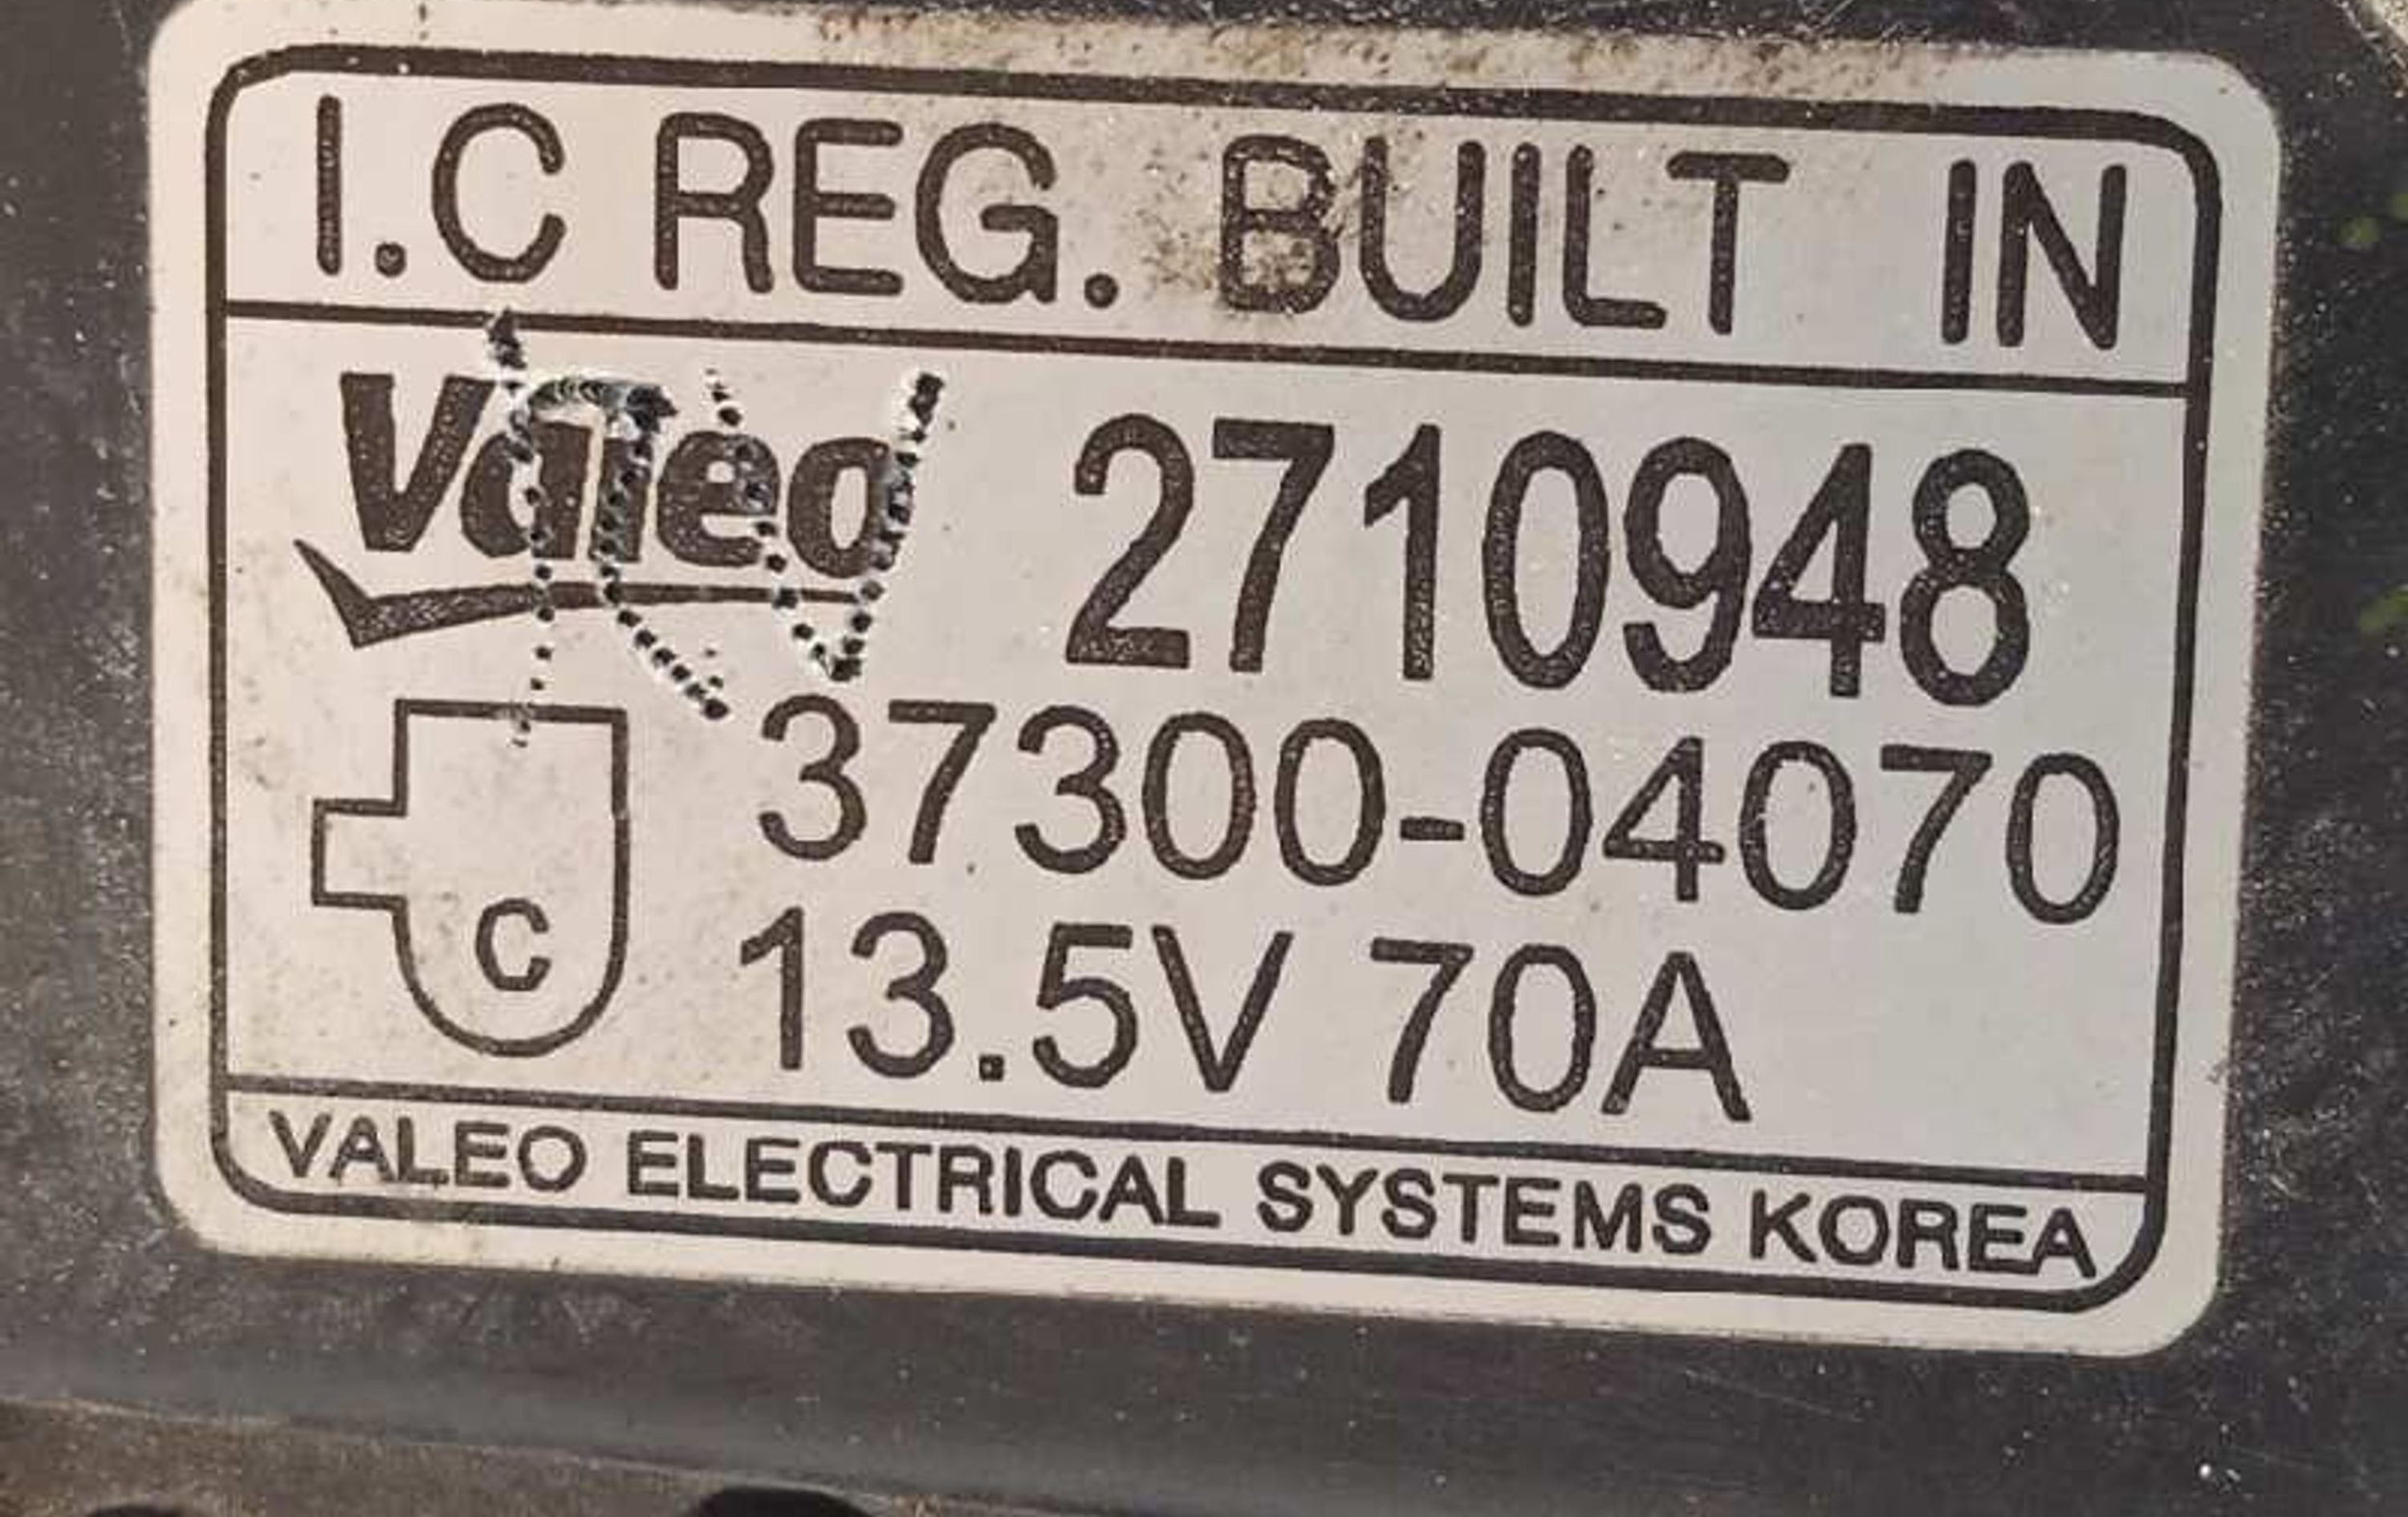 I.C REG. BUILT IN
Valeo 2710948
37300-04070
C
13.5V 70A
VALEO ELECTRICAL SYSTEMS KOREA